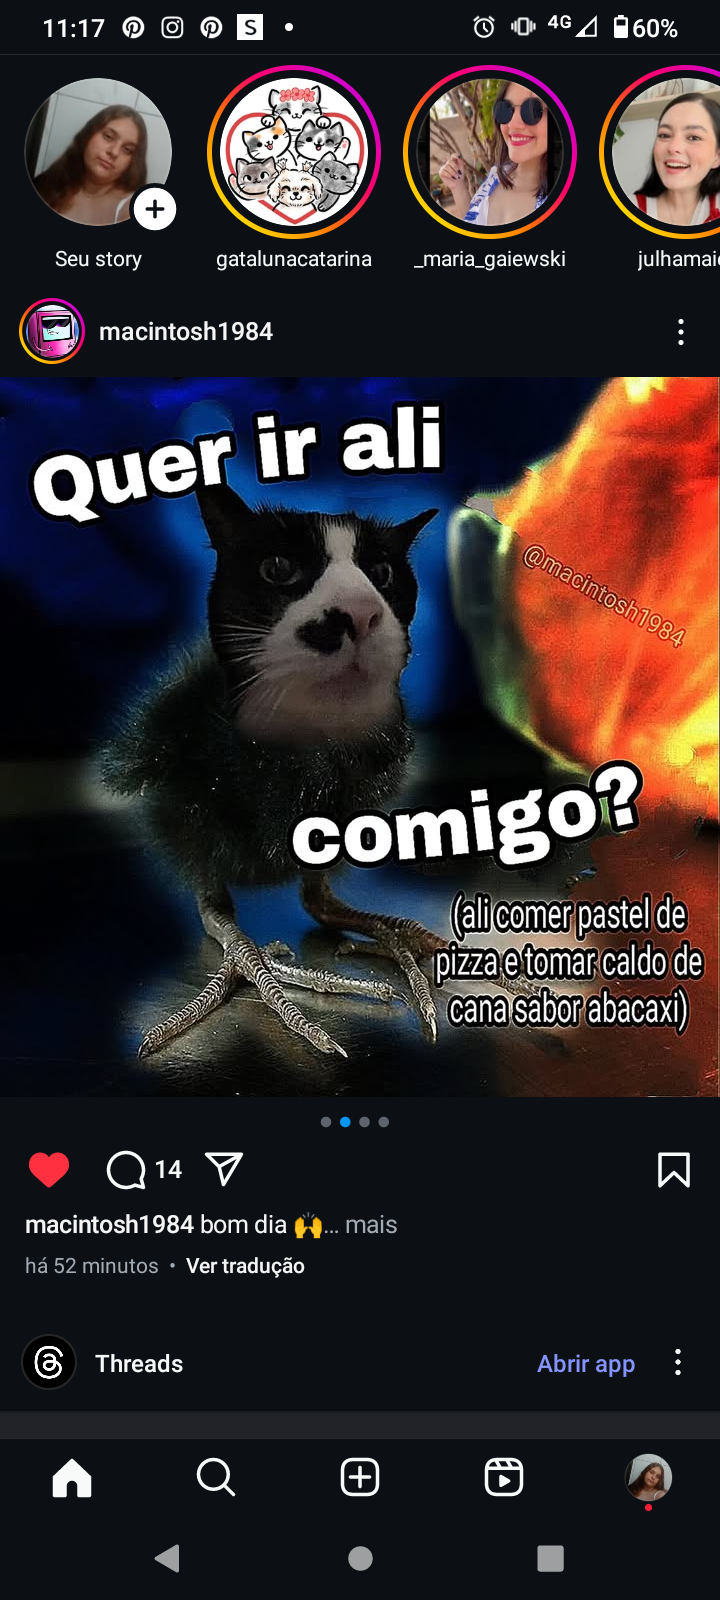 11:17
S
4G
60%
Seu story
gatalunacatarina
_maria_gaiewski
julhamaie
macintosh1984
Quer ir ali
@macintosh1984
comigo?
(ali comer pastel de
pizza e tomar caldo de
cana sabor abacaxi)
14
macintosh1984 bom dia 🙌... mais
há 52 minutos • Ver tradução
Threads
Abrir app